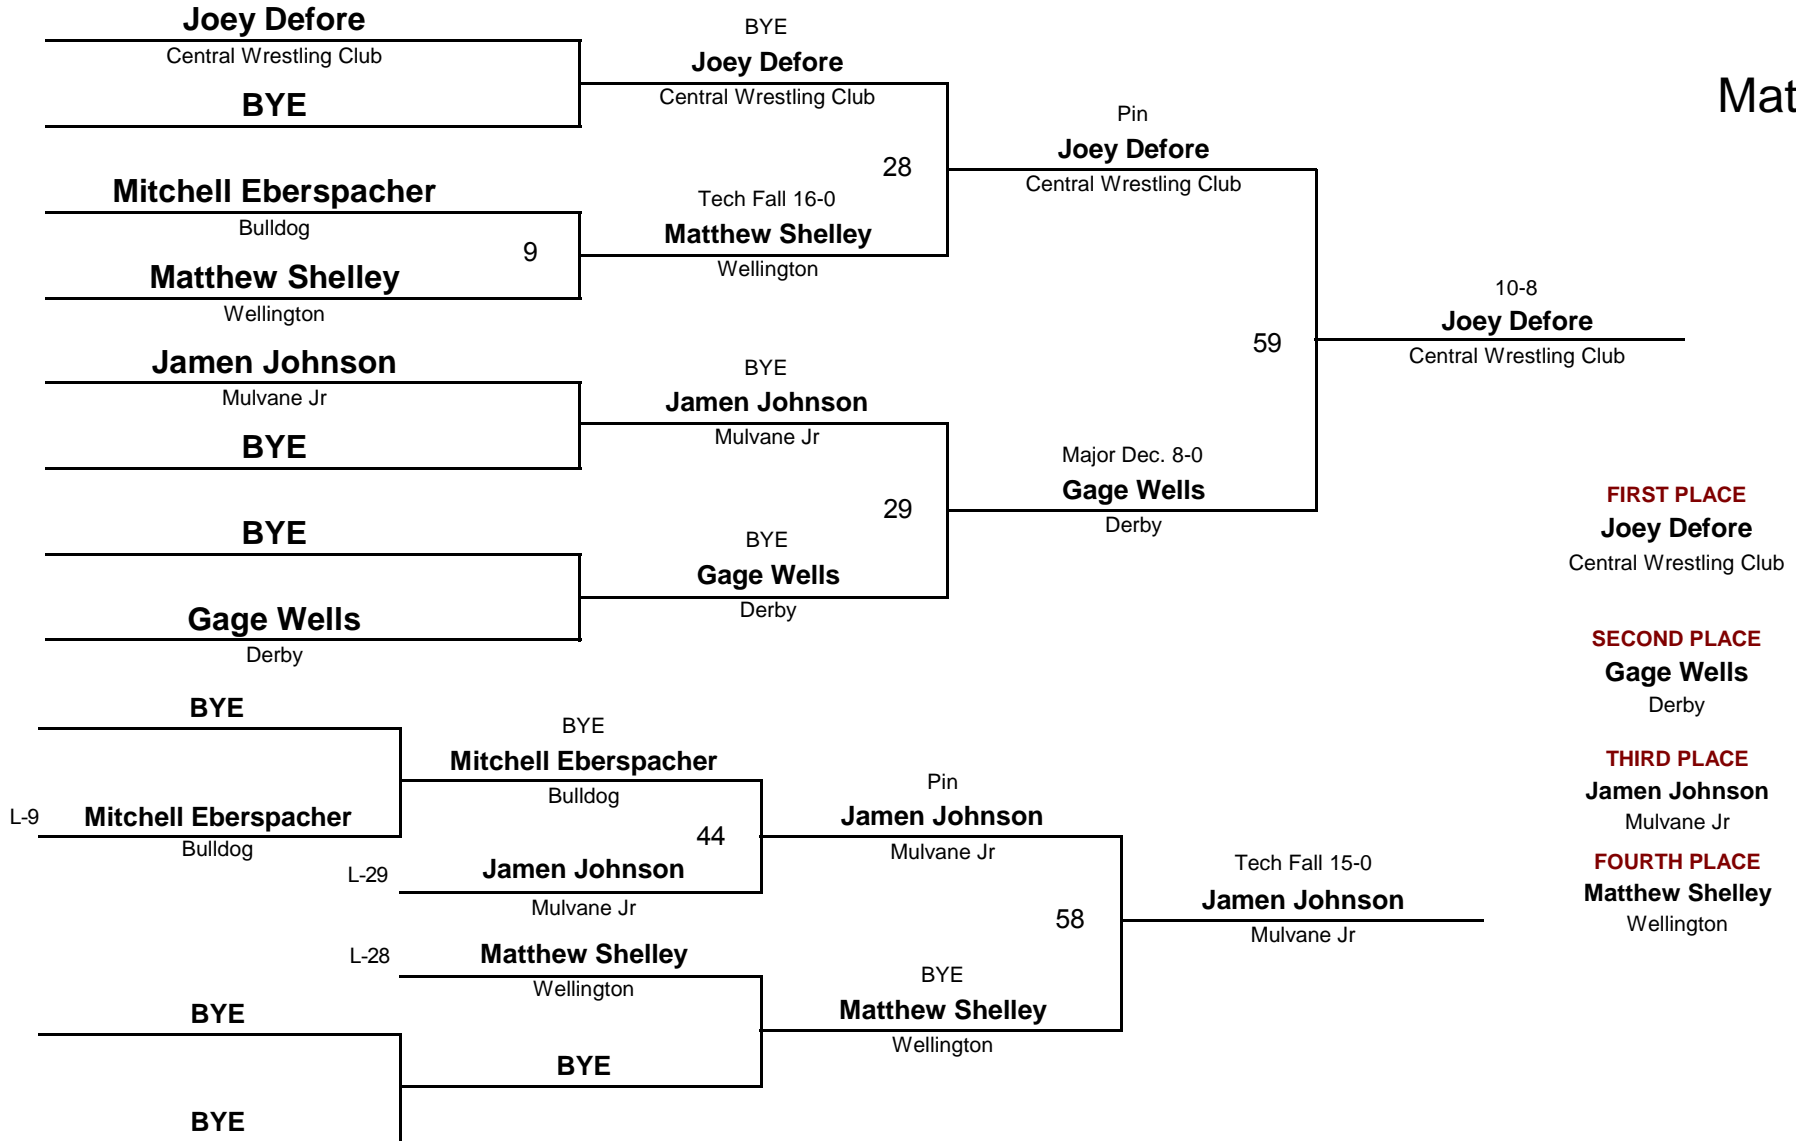 Joey Defore
Central Wrestling Club
BYE
Mitchell Eberspacher
Bulldog
9
Matthew Shelley
Wellington
Jamen Johnson
Mulvane Jr
BYE
BYE
Gage Wells
Derby
BYE
Joey Defore
Central Wrestling Club
28
Tech Fall 16-0
Matthew Shelley
Wellington
BYE
Jamen Johnson
Mulvane Jr
29
BYE
Gage Wells
Derby
Pin
Joey Defore
Central Wrestling Club
59
Major Dec. 8-0
Gage Wells
Derby
10-8
Joey Defore
Central Wrestling Club
Mat
FIRST PLACE
Joey Defore
Central Wrestling Club
SECOND PLACE
Gage Wells
Derby
THIRD PLACE
Jamen Johnson
Mulvane Jr
FOURTH PLACE
Matthew Shelley
Wellington
BYE
L-9 Mitchell Eberspacher
Bulldog
BYE
BYE
BYE
Mitchell Eberspacher
Bulldog
44
L-29 Jamen Johnson
Mulvane Jr
L-28 Matthew Shelley
Wellington
BYE
Pin
Jamen Johnson
Mulvane Jr
58
BYE
Matthew Shelley
Wellington
Tech Fall 15-0
Jamen Johnson
Mulvane Jr